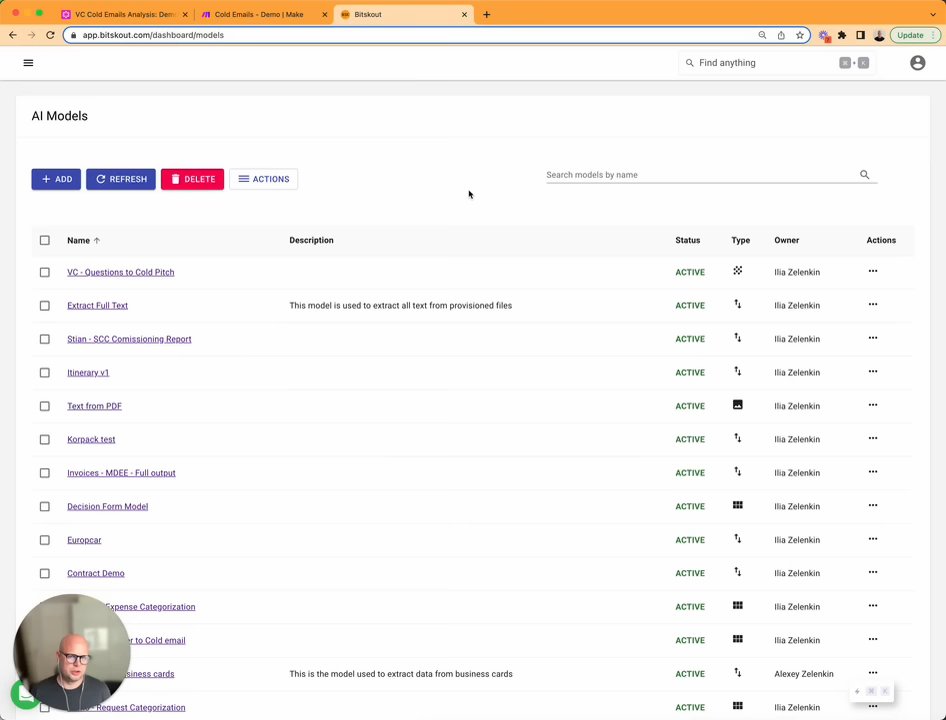 VC Cold Emails Analysis: Dem
Cold Emails - Demo | Make
Bitskout
app.bitskout.com/dashboard/models
Update
Find anything
⌘ + K
AI Models
+ ADD
REFRESH
DELETE
ACTIONS
Search models by name
Name Description Status Type Owner Actions
VC - Questions to Cold Pitch ACTIVE Ilia Zelenkin
Extract Full Text This model is used to extract all text from provisioned files ACTIVE Ilia Zelenkin
Stian - SCC Comissioning Report ACTIVE Ilia Zelenkin
Itinerary v1 ACTIVE Ilia Zelenkin
Text from PDF ACTIVE Ilia Zelenkin
Korpack test ACTIVE Ilia Zelenkin
Invoices - MDEE - Full output ACTIVE Ilia Zelenkin
Decision Form Model ACTIVE Ilia Zelenkin
Europcar ACTIVE Ilia Zelenkin
Contract Demo ACTIVE Ilia Zelenkin
Expense Categorization ACTIVE Ilia Zelenkin
to Cold email ACTIVE Ilia Zelenkin
cards This is the model used to extract data from business cards ACTIVE Alexey Zelenkin
Request Categorization ACTIVE Ilia Zelenkin
⌘ K